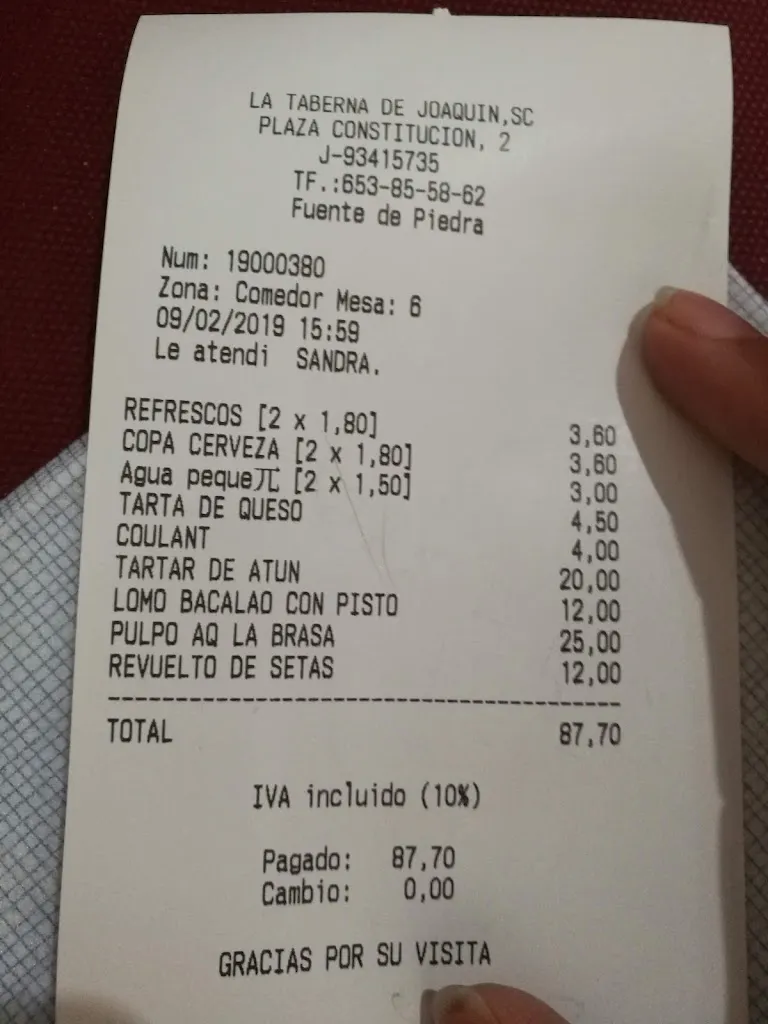 LA TABERNA DE JOAQUIN,SC
PLAZA CONSTITUCION, 2
J-93415735
TF.:653-85-58-62
Fuente de Piedra
Num: 19000380
Zona: Comedor Mesa: 6
09/02/2019 15:59
Le atendi SANDRA.
REFRESCOS [2 x 1,80] 3,60
COPA CERVEZA [2 x 1,80] 3,60
Agua peque兀 [2 x 1,50] 3,00
TARTA DE QUESO 4,50
COULANT 4,00
TARTAR DE ATUN 20,00
LOMO BACALAO CON PISTO 12,00
PULPO AQ LA BRASA 25,00
REVUELTO DE SETAS 12,00
TOTAL 87,70
IVA incluido (10%)
Pagado: 87,70
Cambio: 0,00
GRACIAS POR SU VISITA